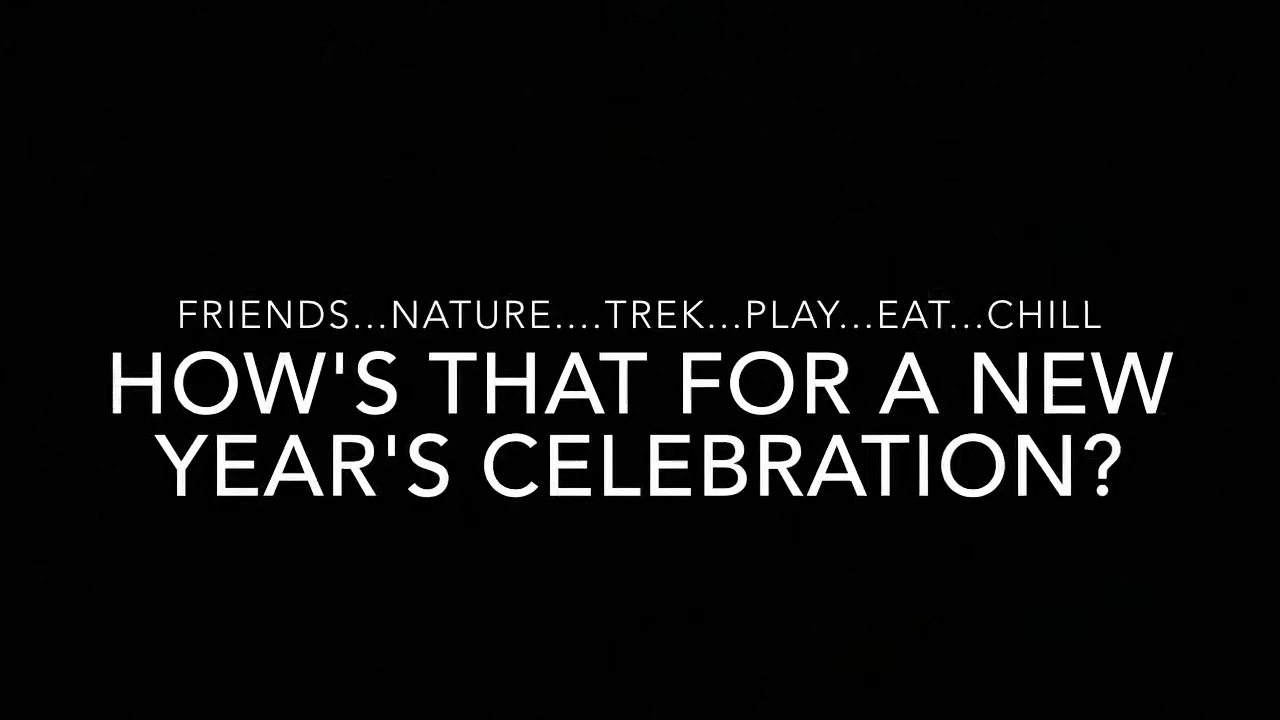 FRIENDS...NATURE....TREK...PLAY...EAT...CHILL
HOW'S THAT FOR A NEW
YEAR'S CELEBRATION?